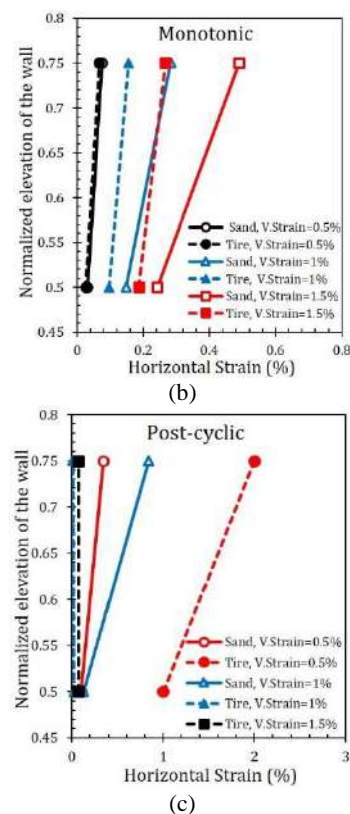 Monotonic
Normalized elevation of the wall
0.8
0.75
0.7
0.65
0.6
0.55
0.5
0.45
Sand, V.Strain=0.5%
Tire, V.Strain=0.5%
Sand, V.Strain=1%
Tire, V.Strain=1%
Sand, V.Strain=1.5%
Tire, V.Strain=1.5%
0 0.2 0.4 0.6 0.8
Horizontal Strain (%)
(b)
Post-cyclic
Normalized elevation of the wall
0.8
0.75
0.7
0.65
0.6
0.55
0.5
0.45
Sand, V.Strain=0.5%
Tire, V.Strain=0.5%
Sand, V.Strain=1%
Tire, V.Strain=1%
Tire, V.Strain=1.5%
0 1 2 3
Horizontal Strain (%)
(c)